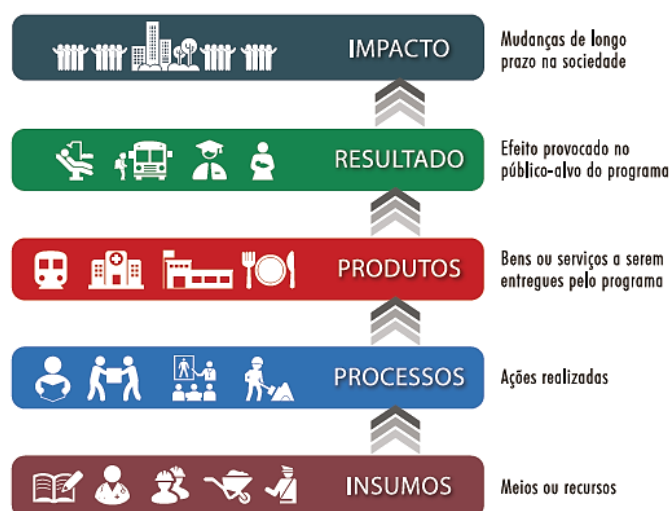 IMPACTO
Mudanças de longo
prazo na sociedade
RESULTADO
Efeito provocado no
público-alvo do programa
PRODUTOS
Bens ou serviços a serem
entregues pelo programa
PROCESSOS
Ações realizadas
INSUMOS
Meios ou recursos